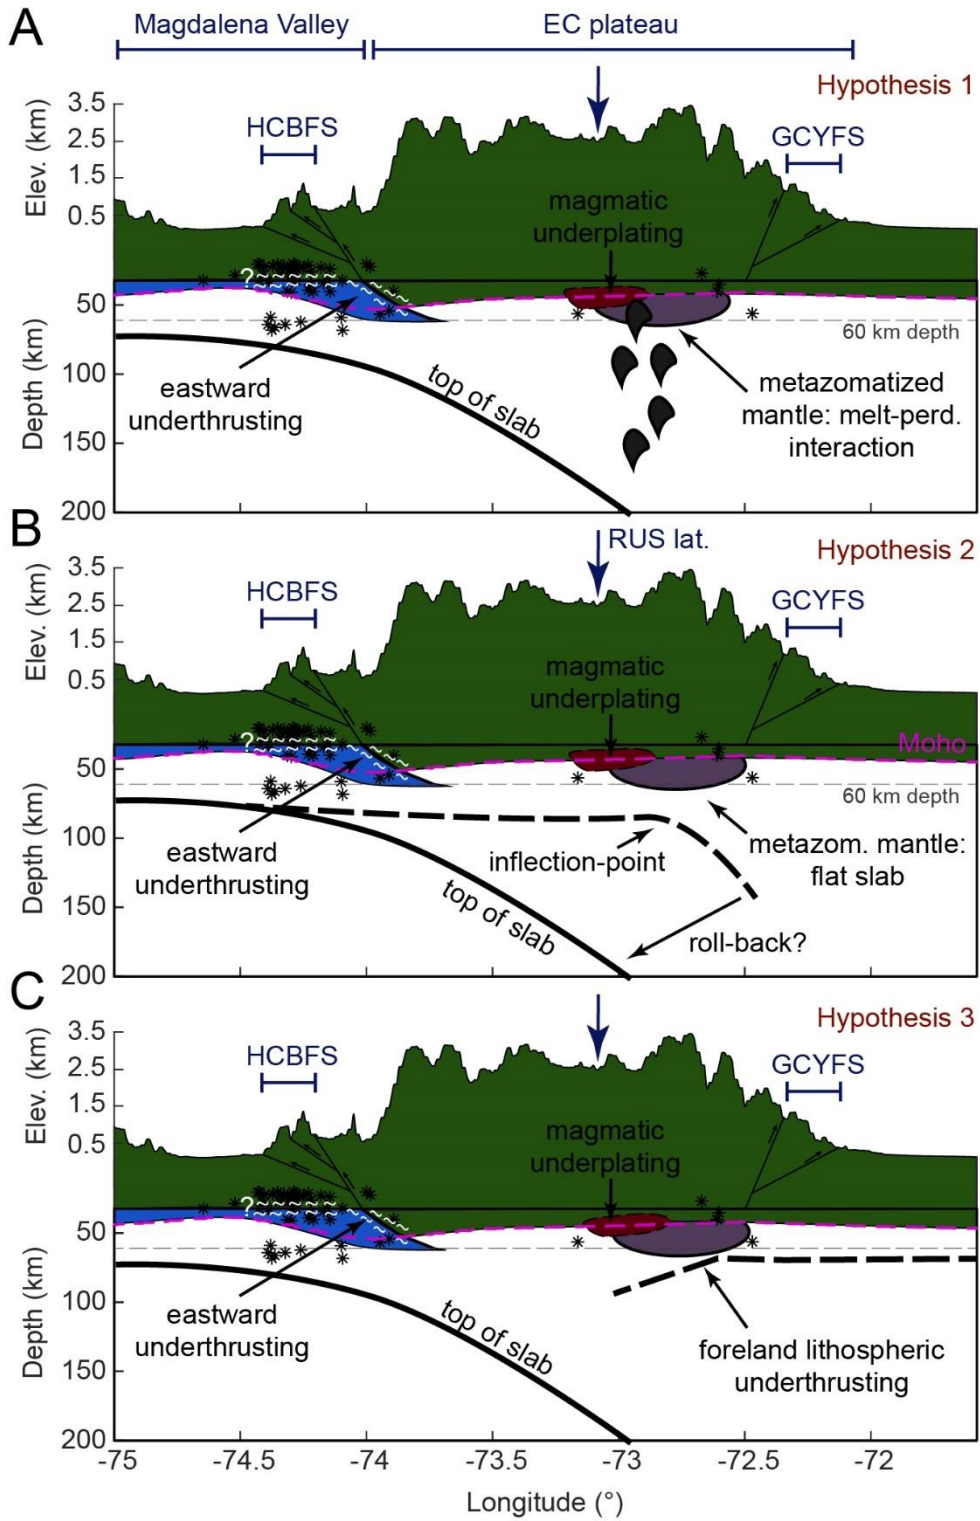 A
Magdalena Valley
EC plateau
Hypothesis 1
3.5
2.5
1.5
0.5
Elev. (km)
HCBFS
GCYFS
magmatic
underplating
?
50
100
150
200
Depth (km)
60 km depth
eastward
underthrusting
top of slab
metazomatized
mantle: melt-perd.
interaction
B
RUS lat.
Hypothesis 2
3.5
2.5
1.5
0.5
Elev. (km)
HCBFS
GCYFS
magmatic
underplating
?
Moho
50
100
150
200
Depth (km)
60 km depth
eastward
underthrusting
top of slab
inflection-point
metazom. mantle:
flat slab
roll-back?
C
Hypothesis 3
3.5
2.5
1.5
0.5
Elev. (km)
HCBFS
GCYFS
magmatic
underplating
?
50
100
150
200
Depth (km)
eastward
underthrusting
top of slab
foreland lithospheric
underthrusting
-75
-74.5
-74
-73.5
-73
-72.5
-72
Longitude (°)